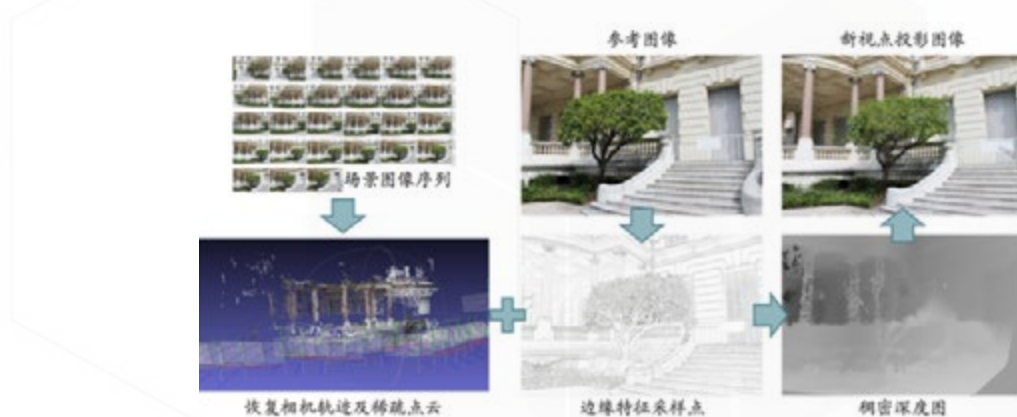 参考图像
新视点投影图像
场景图像序列
恢复相机轨迹及稀疏点云
边缘特征采样点
稠密深度图